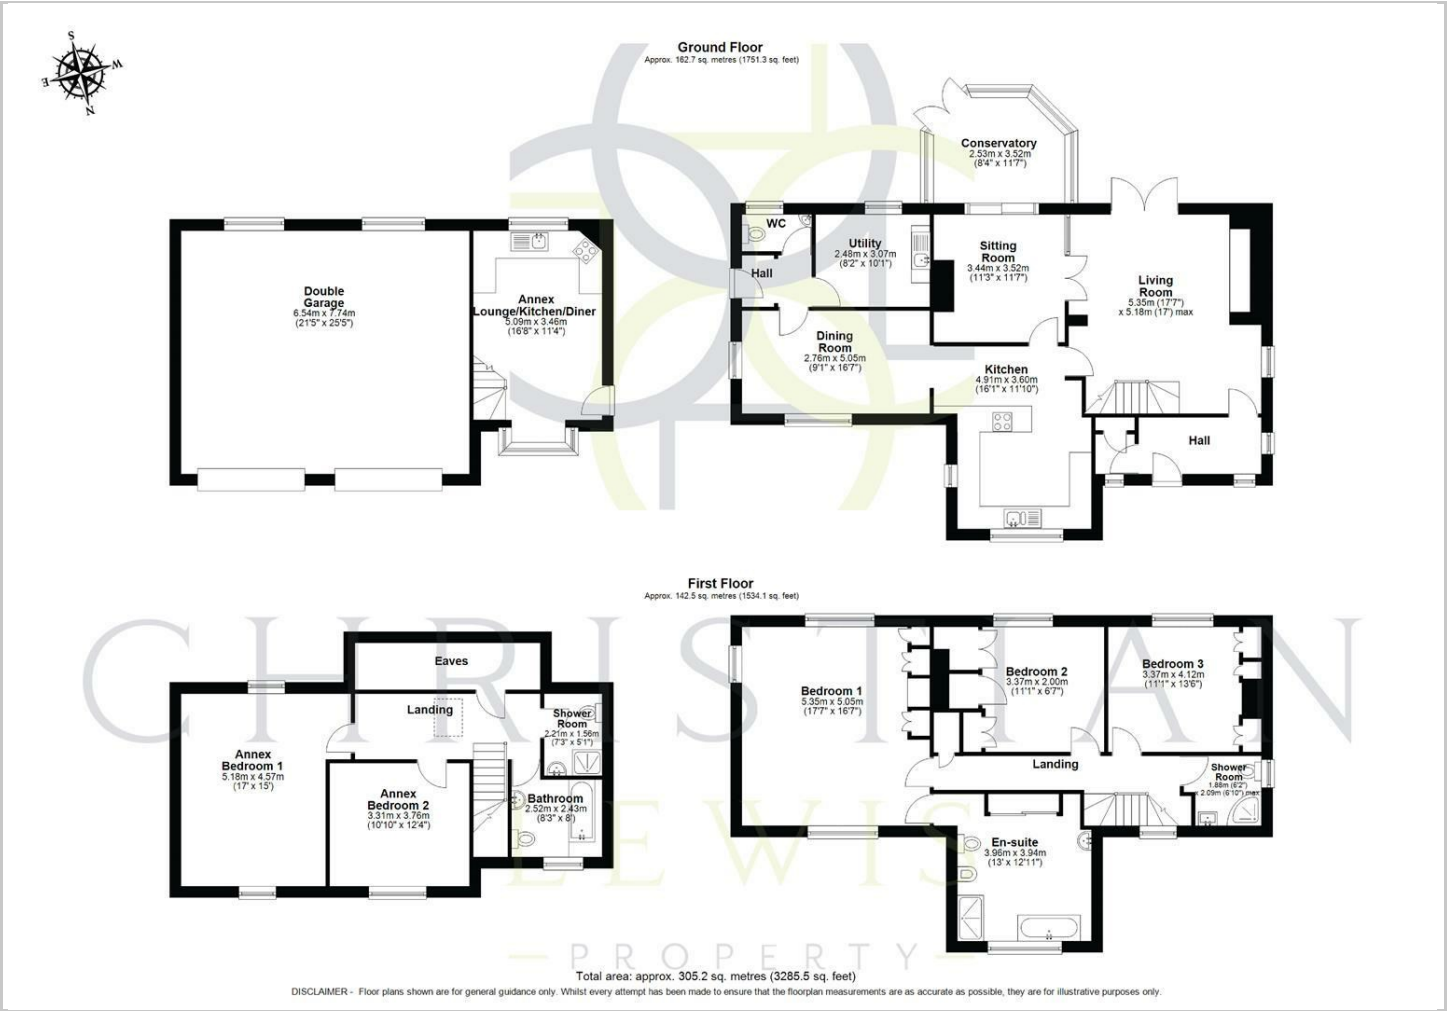 S
W
E
N
Ground Floor
Approx. 162.7 sq. metres (1751.3 sq. feet)
Conservatory
2.53m x 3.52m
(8'4" x 11'7")
WC
Utility
2.48m x 3.07m
(8'2" x 10'1")
Hall
Sitting
Room
3.44m x 3.52m
(11'3" x 11'7")
Living
Room
5.35m (17'7")
x 5.18m (17') max
Double
Garage
6.54m x 7.74m
(21'5" x 25'5")
Annex
Lounge/Kitchen/Diner
5.09m x 3.46m
(16'8" x 11'4")
Dining
Room
2.76m x 5.05m
(9'1" x 16'7")
Kitchen
4.91m x 3.60m
(16'1" x 11'10")
Hall
First Floor
Approx. 142.5 sq. metres (1534.1 sq. feet)
Eaves
Landing
Shower
Room
2.21m x 1.56m
(7'3" x 5'1")
Annex
Bedroom 1
5.18m x 4.57m
(17' x 15')
Annex
Bedroom 2
3.31m x 3.76m
(10'10" x 12'4")
Bathroom
2.52m x 2.43m
(8'3" x 8')
Bedroom 1
5.35m x 5.05m
(17'7" x 16'7")
Bedroom 2
3.37m x 2.00m
(11'1" x 6'7")
Bedroom 3
3.37m x 4.12m
(11'1" x 13'6")
Landing
Shower
Room
1.88m (6'2")
x 2.09m (6'10") max
En-suite
3.96m x 3.94m
(13' x 12'11")
CHRISTIAN
LEWIS
PROPERTY
Total area: approx. 305.2 sq. metres (3285.5 sq. feet)
DISCLAIMER - Floor plans shown are for general guidance only. Whilst every attempt has been made to ensure that the floorplan measurements are as accurate as possible, they are for illustrative purposes only.